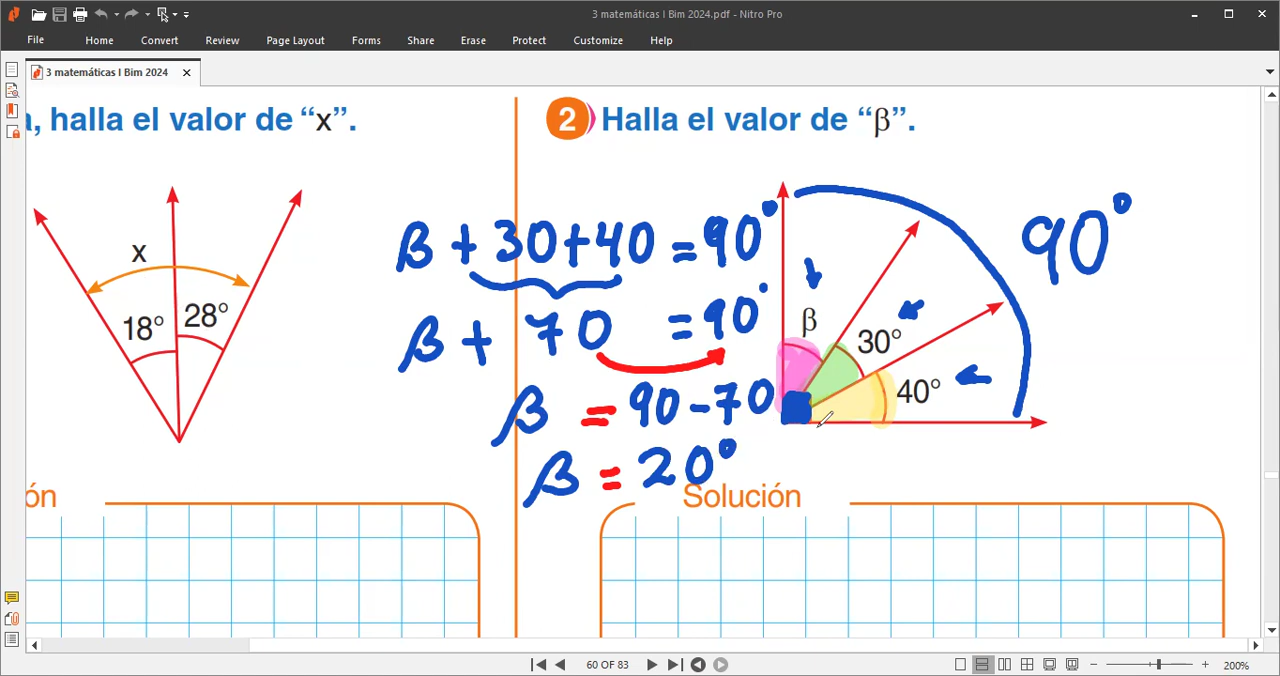 3 matemáticas I Bim 2024.pdf - Nitro Pro
File Home Convert Review Page Layout Forms Share Erase Protect Customize Help
3 matemáticas I Bim 2024
, halla el valor de “x”.
x
18° 28°
ón
2 Halla el valor de “β”.
β + 30 + 40 = 90°
β + 70 = 90°
β = 90 - 70
β = 20°
90°
β
30°
40°
Solución
60 OF 83
200%